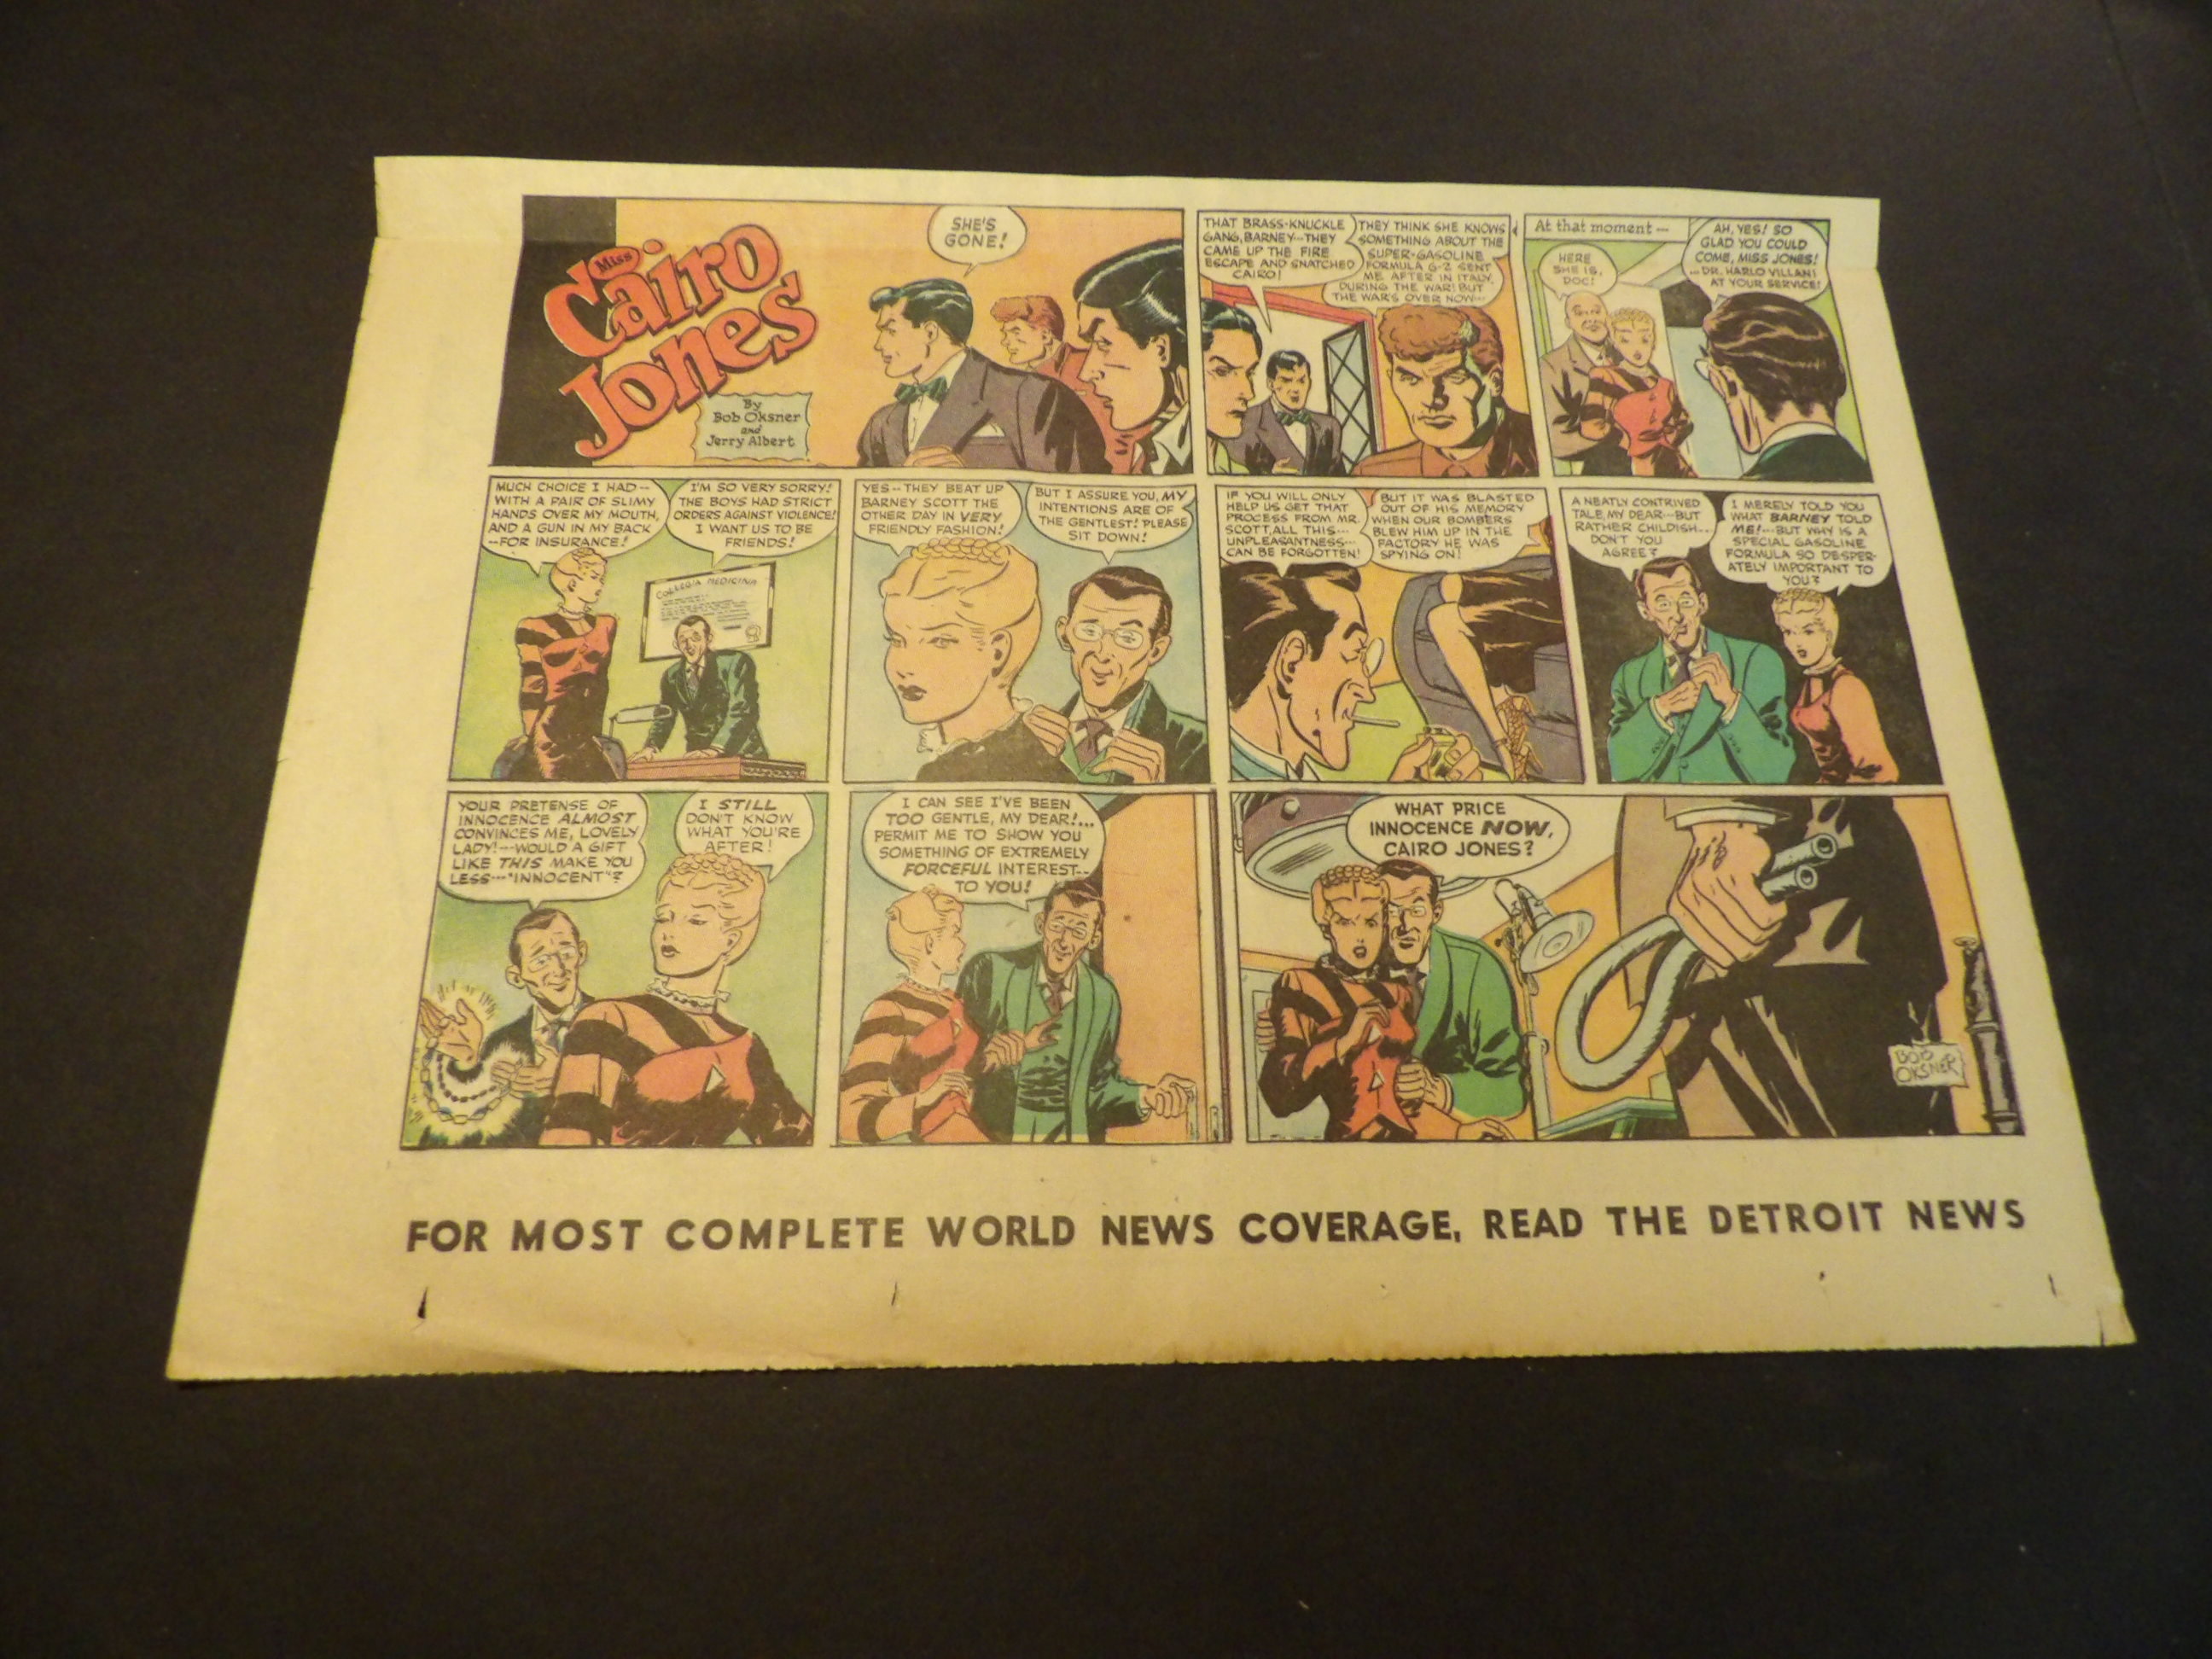 Miss
Cairo
Jones
By
Bob Oksner
and
Jerry Albert
SHE'S
GONE!
THAT BRASS-KNUCKLE
GANG, BARNEY--THEY
CAME UP THE FIRE
ESCAPE AND SNATCHED
CAIRO!
THEY THINK SHE KNOWS
SOMETHING ABOUT THE
SUPER-GASOLINE
FORMULA G-2 SENT
ME AFTER IN ITALY,
DURING THE WAR! BUT
THE WAR'S OVER NOW---
At that moment—
HERE
SHE IS,
DOC!
AH, YES! SO
GLAD YOU COULD
COME, MISS JONES!
...DR. HARLO VILLANI
AT YOUR SERVICE!
MUCH CHOICE I HAD--
WITH A PAIR OF SLIMY
HANDS OVER MY MOUTH,
AND A GUN IN MY BACK
--FOR INSURANCE!
I'M SO VERY SORRY!
THE BOYS HAD STRICT
ORDERS AGAINST VIOLENCE!
I WANT US TO BE
FRIENDS!
COLLEGIA MEDICINA
YES--THEY BEAT UP
BARNEY SCOTT THE
OTHER DAY IN VERY
FRIENDLY FASHION!
BUT I ASSURE YOU, MY
INTENTIONS ARE OF
THE GENTLEST! PLEASE
SIT DOWN!
IF YOU WILL ONLY
HELP US GET THAT
PROCESS FROM MR.
SCOTT, ALL THIS---
UNPLEASANTNESS---
CAN BE FORGOTTEN!
BUT IT WAS BLASTED
OUT OF HIS MEMORY
WHEN OUR BOMBERS
BLEW HIM UP IN THE
FACTORY HE WAS
SPYING ON!
A NEATLY CONTRIVED
TALE, MY DEAR---BUT
RATHER CHILDISH...
DON'T YOU
AGREE?
I MERELY TOLD YOU
WHAT BARNEY TOLD
ME!---BUT WHY IS A
SPECIAL GASOLINE
FORMULA SO DESPER-
ATELY IMPORTANT TO
YOU?
YOUR PRETENSE OF
INNOCENCE ALMOST
CONVINCES ME, LOVELY
LADY!---WOULD A GIFT
LIKE THIS MAKE YOU
LESS---"INNOCENT"?
I STILL
DON'T KNOW
WHAT YOU'RE
AFTER!
I CAN SEE I'VE BEEN
TOO GENTLE, MY DEAR!...
PERMIT ME TO SHOW YOU
SOMETHING OF EXTREMELY
FORCEFUL INTEREST--
TO YOU!
WHAT PRICE
INNOCENCE NOW,
CAIRO JONES?
BOB
OKSNER
FOR MOST COMPLETE WORLD NEWS COVERAGE, READ THE DETROIT NEWS